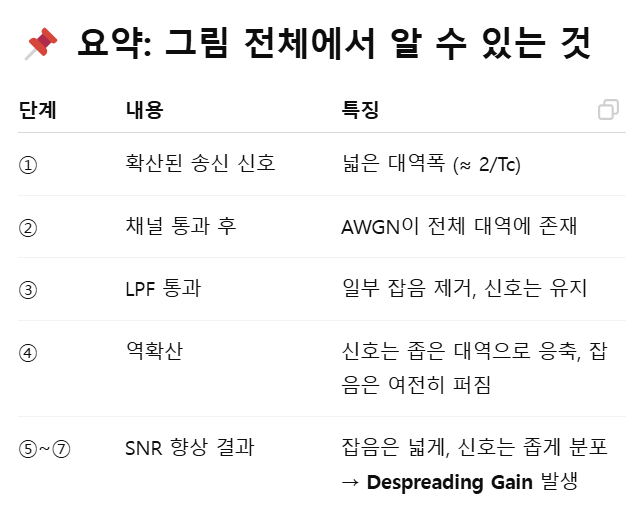 📌 요약: 그림 전체에서 알 수 있는 것
단계 내용 특징
① 확산된 송신 신호 넓은 대역폭 (≈ 2/Tc)
② 채널 통과 후 AWGN이 전체 대역에 존재
③ LPF 통과 일부 잡음 제거, 신호는 유지
④ 역확산 신호는 좁은 대역으로 응축, 잡
음은 여전히 퍼짐
⑤~⑦ SNR 향상 결과 잡음은 넓게, 신호는 좁게 분포
→ Despreading Gain 발생